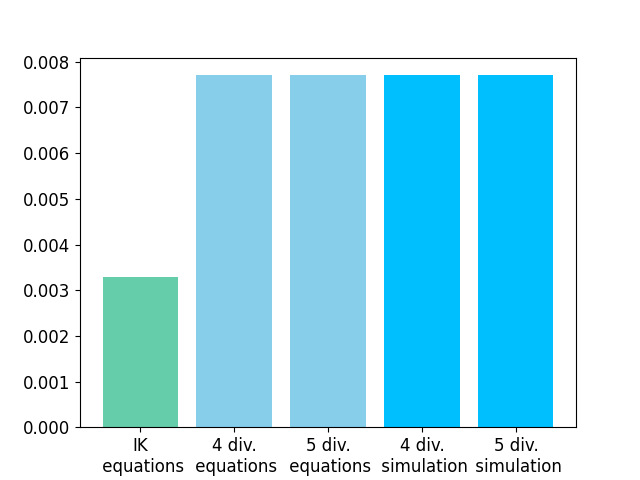 0.008
0.007
0.006
0.005
0.004
0.003
0.002
0.001
0.000
IK equations
4 div. equations
5 div. equations
4 div. simulation
5 div. simulation